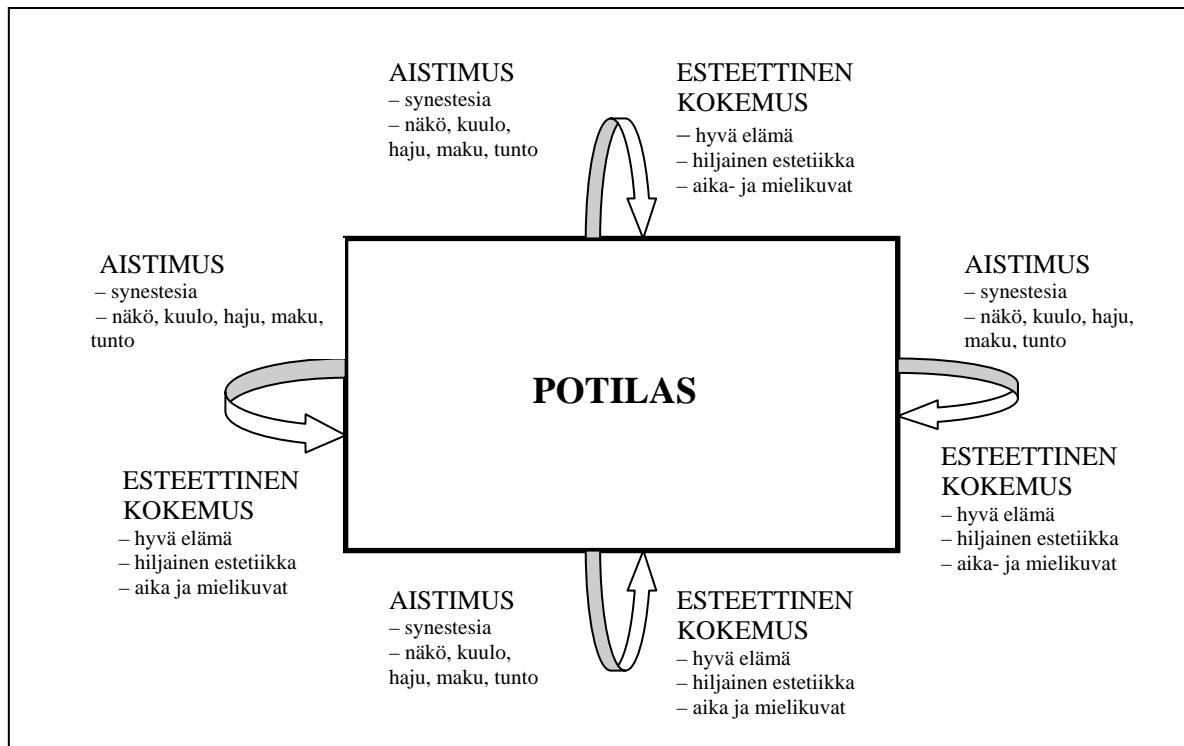 AISTIMUS
– synestesia
– näkö, kuulo,
haju, maku, tunto
ESTEETTINEN
KOKEMUS
– hyvä elämä
– hiljainen estetiikka
– aika- ja mielikuvat
AISTIMUS
– synestesia
– näkö, kuulo, haju, maku,
tunto
AISTIMUS
– synestesia
– näkö, kuulo, haju,
maku, tunto
POTILAS
ESTEETTINEN
KOKEMUS
– hyvä elämä
– hiljainen estetiikka
– aika ja mielikuvat
ESTEETTINEN
KOKEMUS
– hyvä elämä
– hiljainen estetiikka
– aika- ja mielikuvat
AISTIMUS
– synestesia
– näkö, kuulo,
haju, maku, tunto
ESTEETTINEN
KOKEMUS
– hyvä elämä
– hiljainen estetiikka
– aika ja mielikuvat